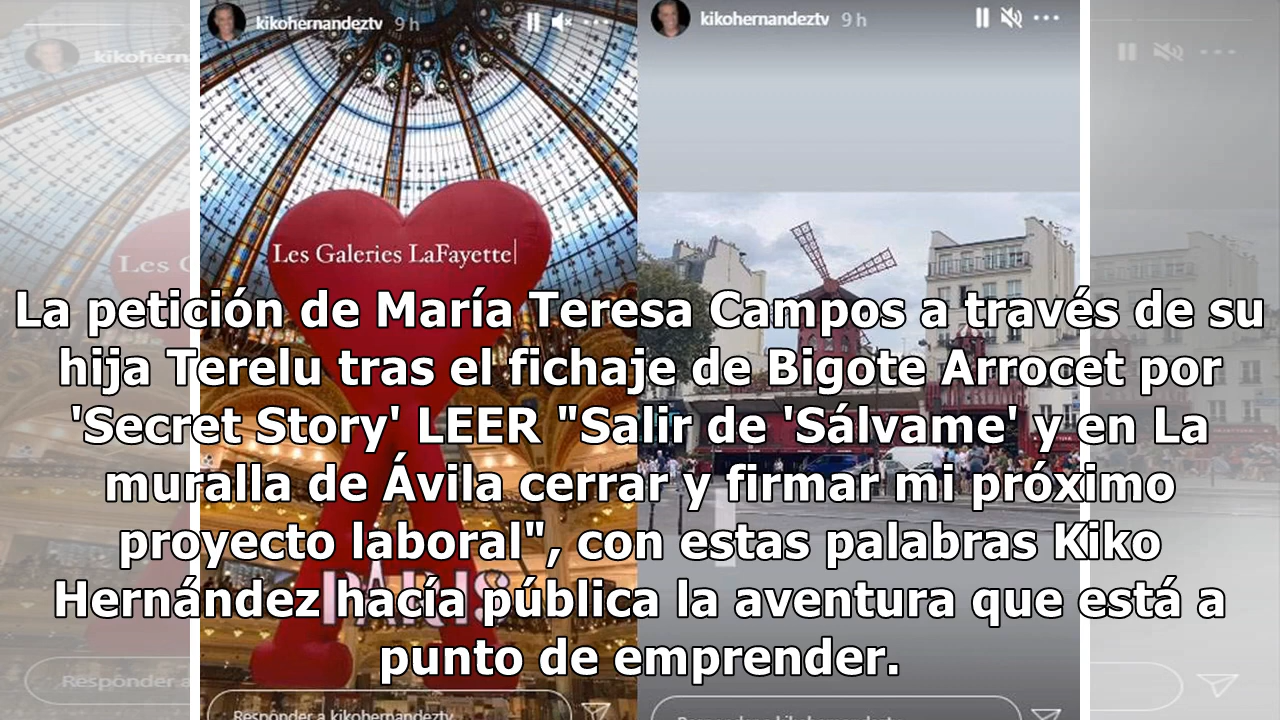 kikohernandeztv 9 h
kikohernandeztv 9 h
Les Galeries LaFayette
La petición de María Teresa Campos a través de su
hija Terelu tras el fichaje de Bigote Arrocet por
'Secret Story' LEER "Salir de 'Sálvame' y en La
muralla de Ávila cerrar y firmar mi próximo
proyecto laboral", con estas palabras Kiko
Hernández hacía pública la aventura que está a
punto de emprender.
PARIS
Responder a
Responder a kikohernandeztv